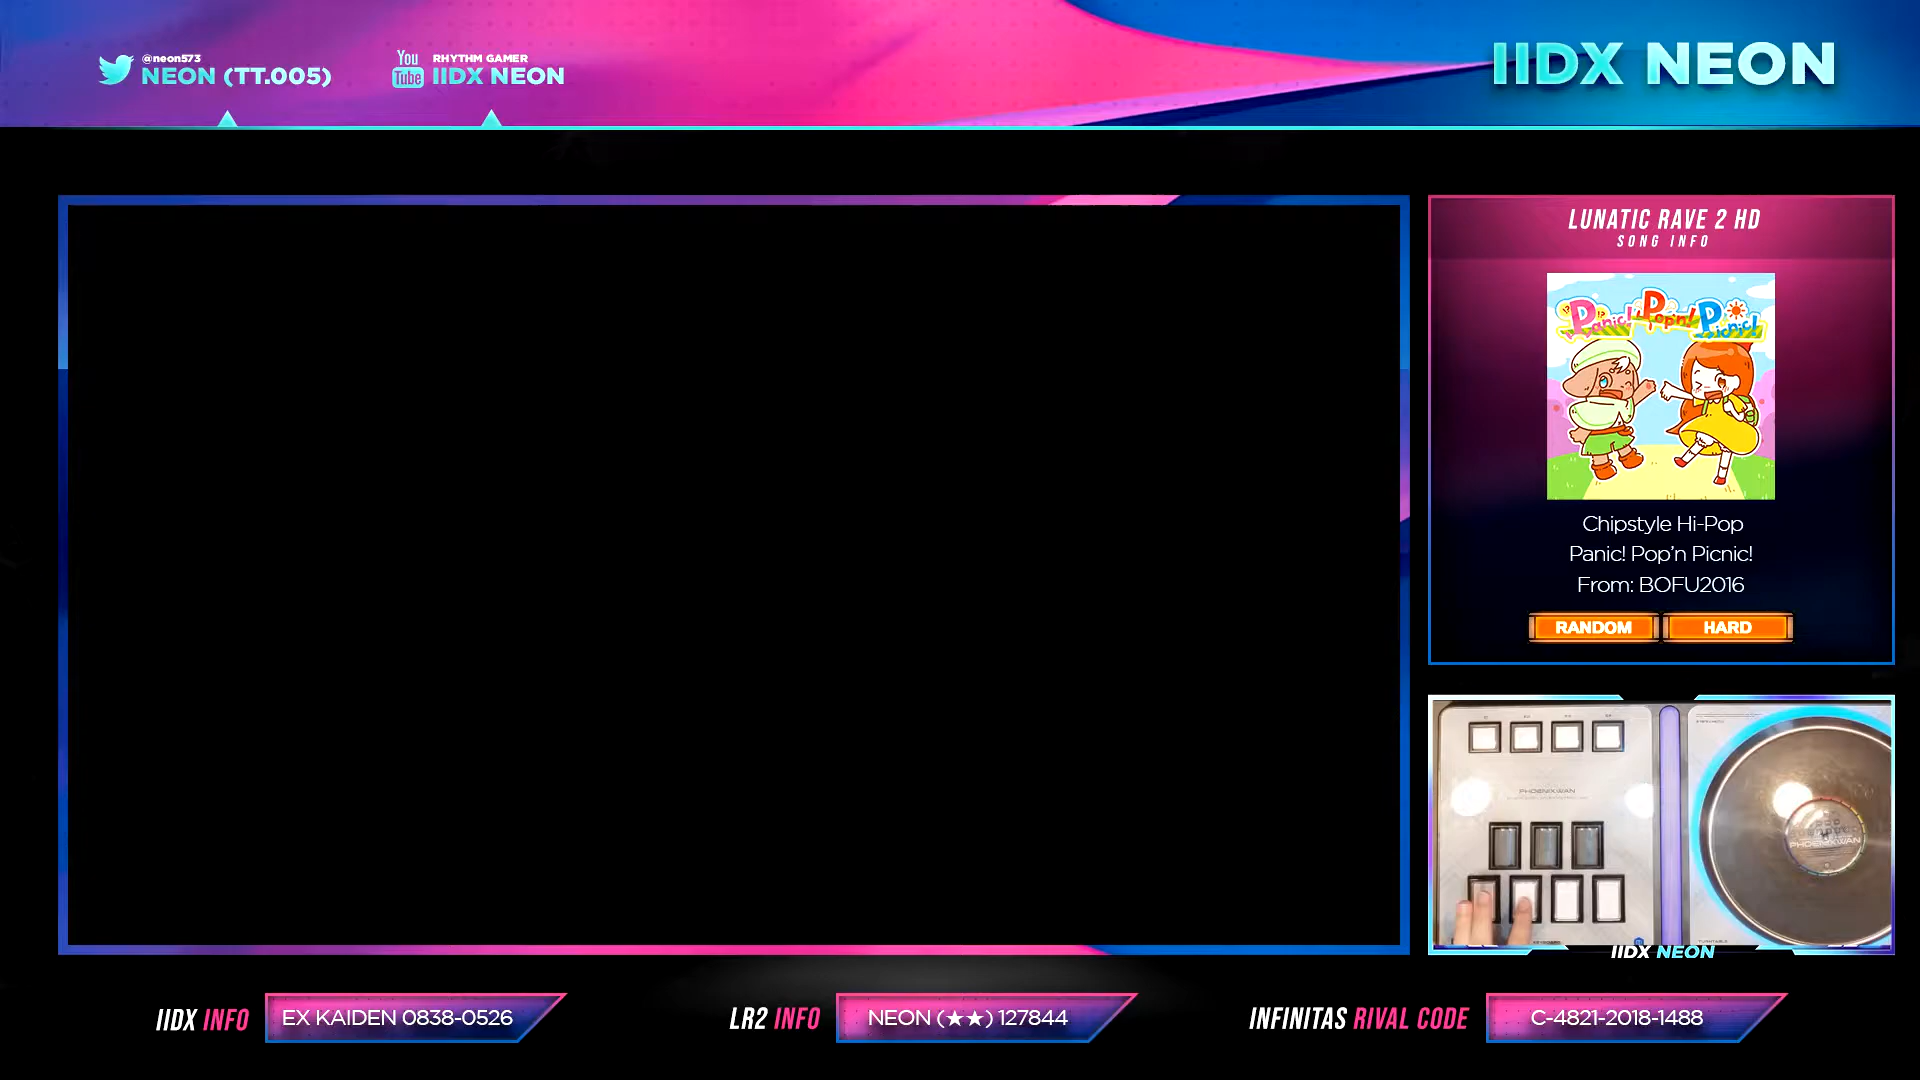 @neon573
NEON (TT.005)
You
Tube
RHYTHM GAMER
IIDX NEON
IIDX NEON
LUNATIC RAVE 2 HD
SONG INFO
Panic! Pop'n! Picnic!
Chipstyle Hi-Pop
Panic! Pop’n Picnic!
From: BOFU2016
RANDOM
HARD
PHOENIXWAN
PHOENIXWAN
IIDX NEON
IIDX INFO
EX KAIDEN 0838-0526
LR2 INFO
NEON (★★) 127844
INFINITAS RIVAL CODE
C-4821-2018-1488